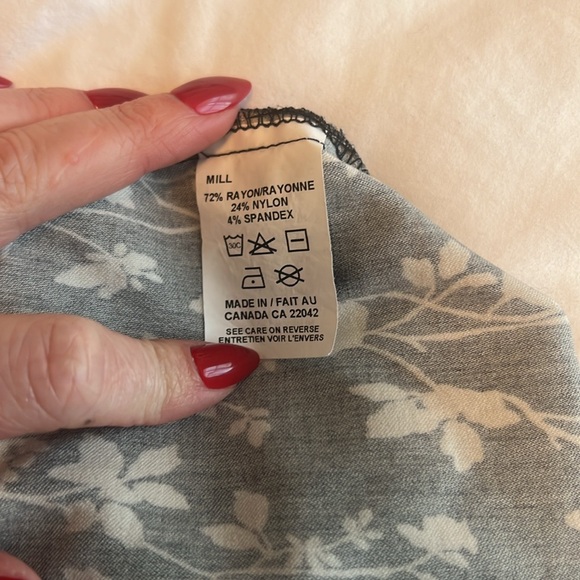 MILL
72% RAYON/RAYONNE
24% NYLON
4% SPANDEX
30C
MADE IN / FAIT AU
CANADA CA 22042
SEE CARE ON REVERSE
ENTRETIEN VOIR L'ENVERS